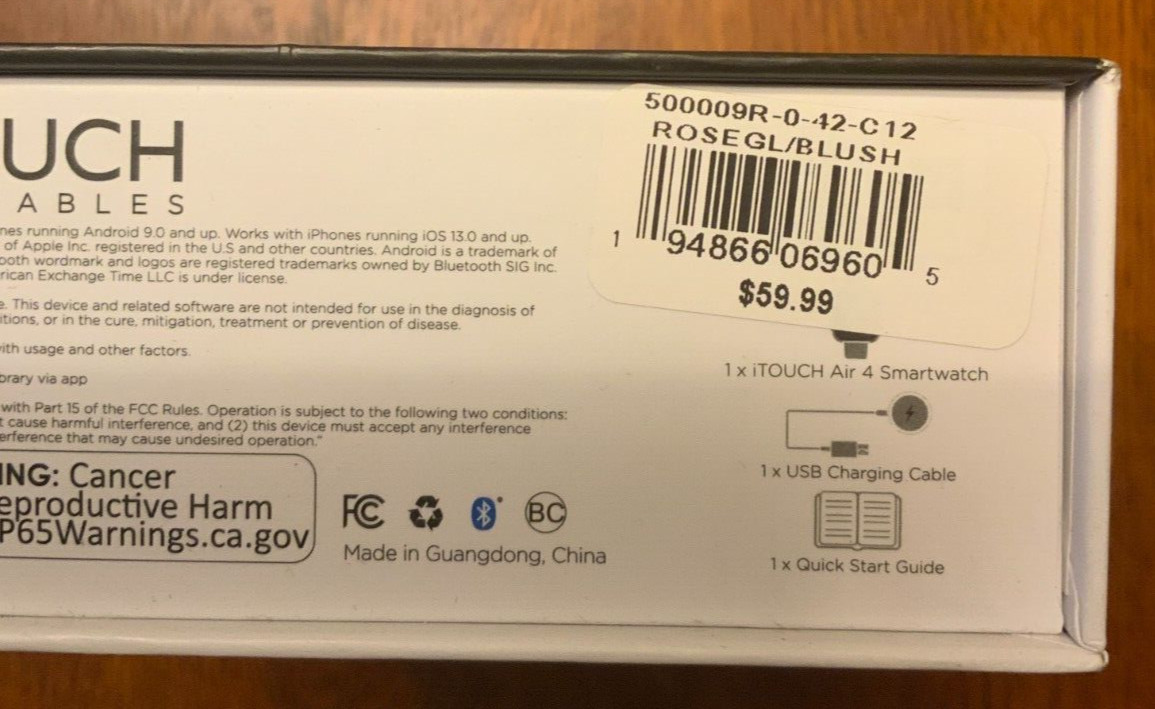 UCH
ABLES
nes running Android 9.0 and up. Works with iPhones running iOS 13.0 and up.
of Apple Inc. registered in the U.S and other countries. Android is a trademark of
ooth wordmark and logos are registered trademarks owned by Bluetooth SIG Inc.
rican Exchange Time LLC is under license.
e. This device and related software are not intended for use in the diagnosis of
itions, or in the cure, mitigation, treatment or prevention of disease.
ith usage and other factors.
brary via app
with Part 15 of the FCC Rules. Operation is subject to the following two conditions:
t cause harmful interference, and (2) this device must accept any interference
erference that may cause undesired operation."
ING: Cancer
eproductive Harm
P65Warnings.ca.gov
FC
BC
Made in Guangdong, China
500009R-0-42-C12
ROSEGL/BLUSH
1 94866 06960 5
$59.99
1 x iTOUCH Air 4 Smartwatch
1 x USB Charging Cable
1 x Quick Start Guide